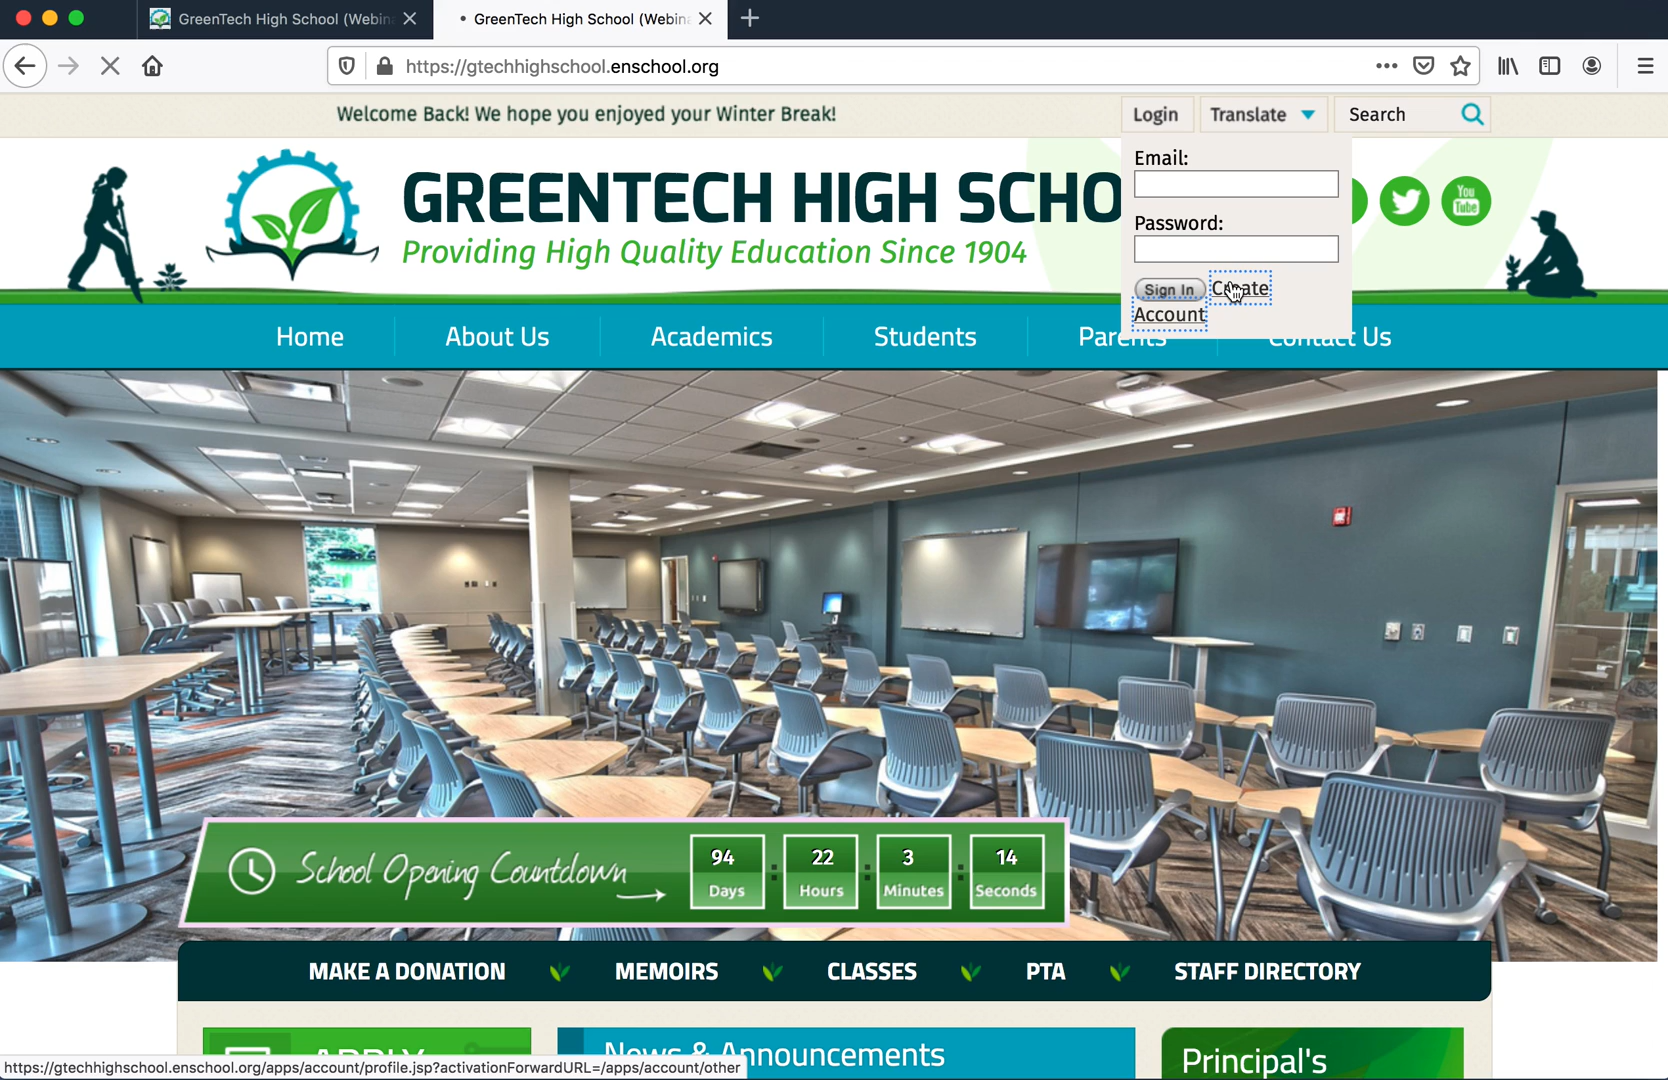 GreenTech High School (Webin
GreenTech High School (Webina
https://gtechhighschool.enschool.org
Welcome Back! We hope you enjoyed your Winter Break!
Login
Translate
Search
Email:
Password:
Sign In
Create
Account
GREENTECH HIGH SCHO
Providing High Quality Education Since 1904
You
Tube
Home
About Us
Academics
Students
Parents
Contact Us
School Opening Countdown
94
Days
:
22
Hours
:
3
Minutes
:
14
Seconds
MAKE A DONATION
MEMOIRS
CLASSES
PTA
STAFF DIRECTORY
APPLY
News & Announcements
Principal's
https://gtechhighschool.enschool.org/apps/account/profile.jsp?activationForwardURL=/apps/account/other